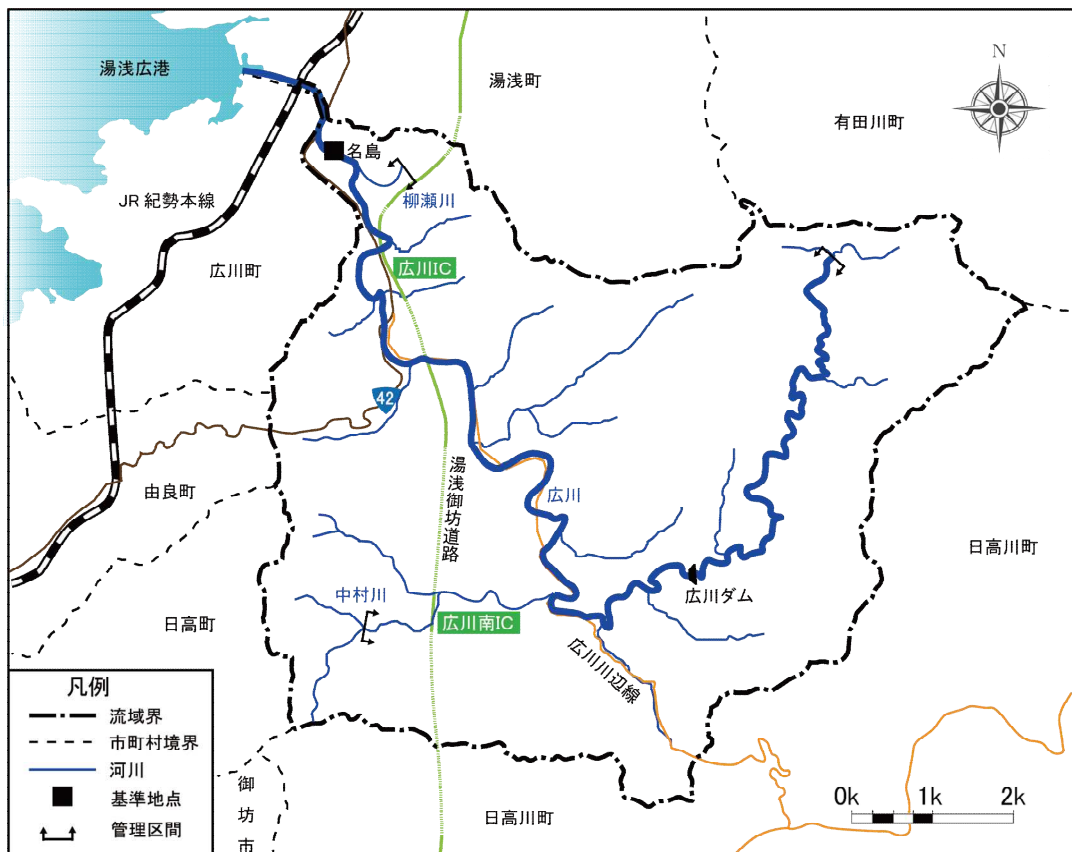 湯浅広港
湯浅町
N
有田川町
名島
柳瀬川
JR紀勢本線
広川町
広川IC
42
湯浅御坊道路
由良町
広川
日高川町
広川ダム
中村川
広川南IC
日高町
広川川辺線
凡例
流域界
市町村境界
河川
基準地点
管理区間
御坊市
日高川町
0k 1k 2k